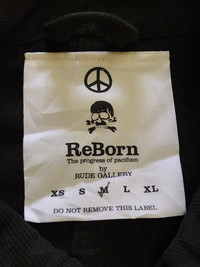 ReBorn
The progress of pacifism
by
RUDE GALLERY
XS S M L XL
DO NOT REMOVE THIS LABEL